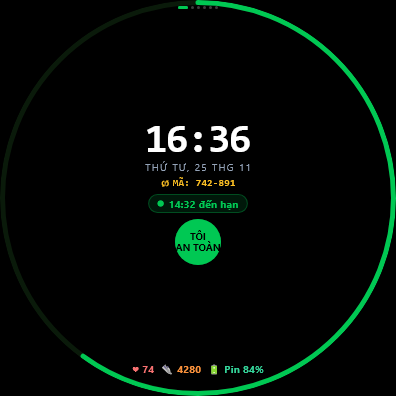 16:36
THỨ TƯ, 25 THG 11
MÃ: 742-891
14:32 đến hạn
TÔI
AN TOÀN
74 4280 Pin 84%